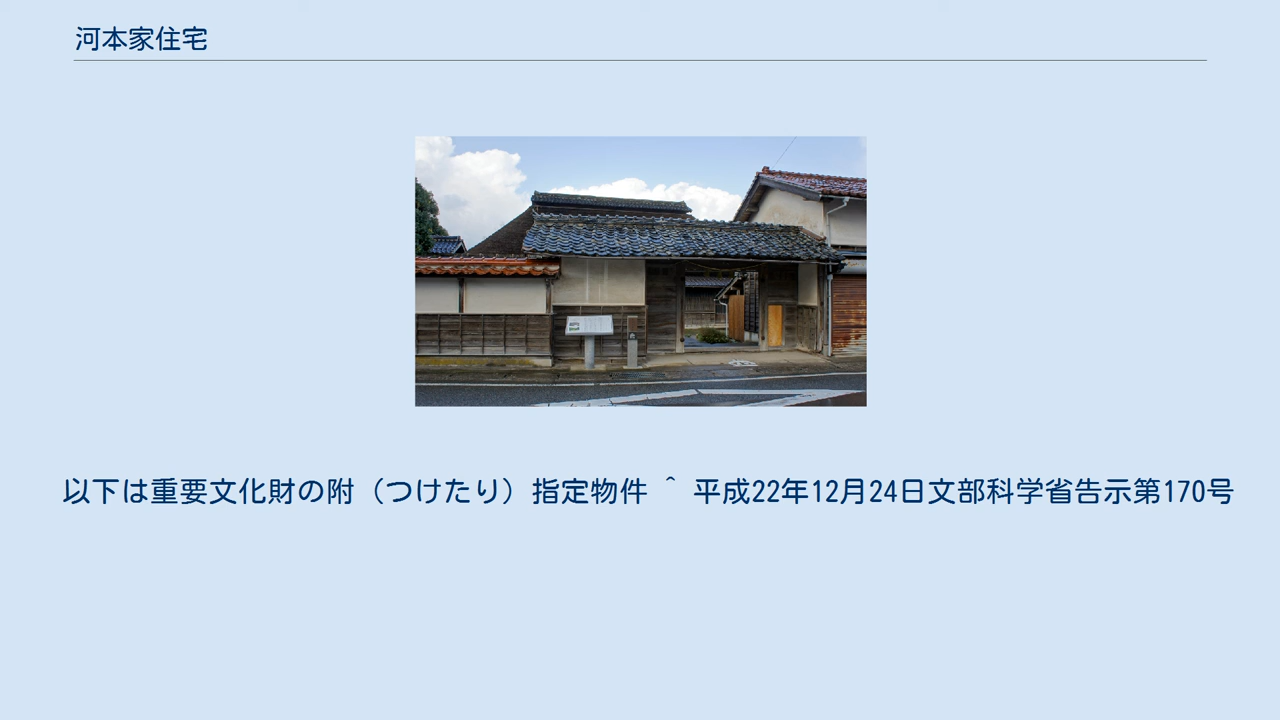 河本家住宅
以下は重要文化財の附（つけたり）指定物件 ^ 平成22年12月24日文部科学省告示第170号